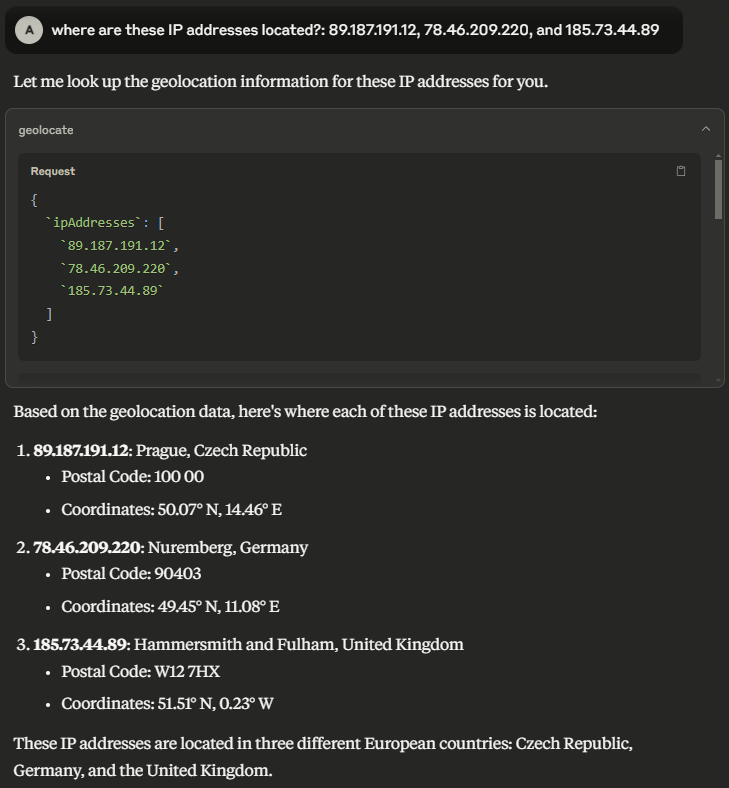 A where are these IP addresses located?: 89.187.191.12, 78.46.209.220, and 185.73.44.89
Let me look up the geolocation information for these IP addresses for you.
geolocate
Request
{
`ipAddresses`: [
`89.187.191.12`,
`78.46.209.220`,
`185.73.44.89`
]
}
Based on the geolocation data, here's where each of these IP addresses is located:
1. 89.187.191.12: Prague, Czech Republic
• Postal Code: 100 00
• Coordinates: 50.07° N, 14.46° E
2. 78.46.209.220: Nuremberg, Germany
• Postal Code: 90403
• Coordinates: 49.45° N, 11.08° E
3. 185.73.44.89: Hammersmith and Fulham, United Kingdom
• Postal Code: W12 7HX
• Coordinates: 51.51° N, 0.23° W
These IP addresses are located in three different European countries: Czech Republic,
Germany, and the United Kingdom.